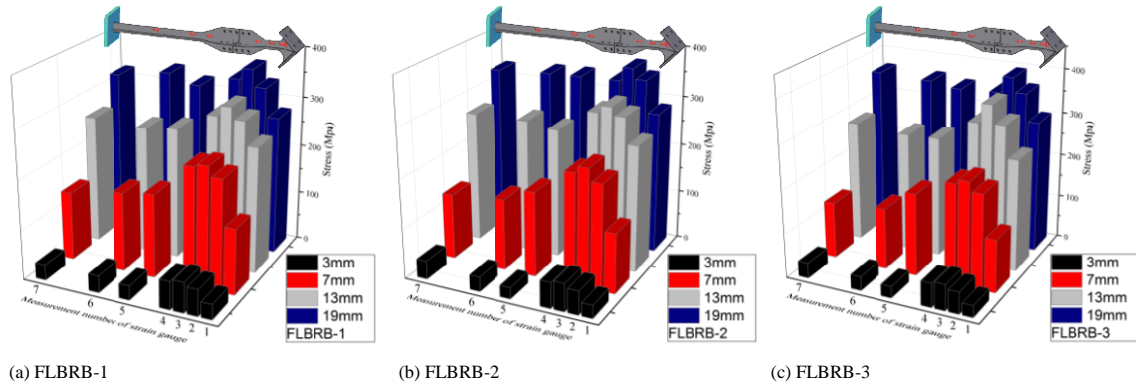 400
300
200
100
0
Stress (Mpa)
7
6
5
4
3
2
1
Measurement number of strain gauge
3mm
7mm
13mm
19mm
FLBRB-1
400
300
200
100
0
Stress (Mpa)
7
6
5
4
3
2
1
Measurement number of strain gauge
3mm
7mm
13mm
19mm
FLBRB-2
400
300
200
100
0
Stress (Mpa)
7
6
5
4
3
2
1
Measurement number of strain gauge
3mm
7mm
13mm
19mm
FLBRB-3
(a) FLBRB-1
(b) FLBRB-2
(c) FLBRB-3